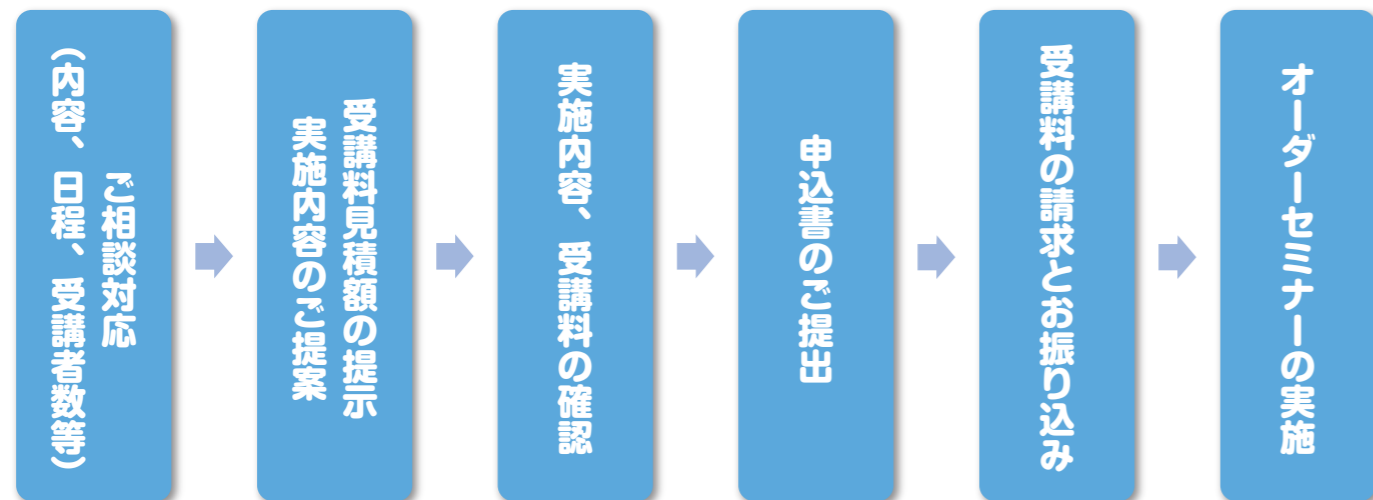 ご相談対応
（内容、日程、受講者数等）
受講料見積額の提示
実施内容のご提案
実施内容、受講料の確認
申込書のご提出
受講料の請求とお振り込み
オーダーセミナーの実施